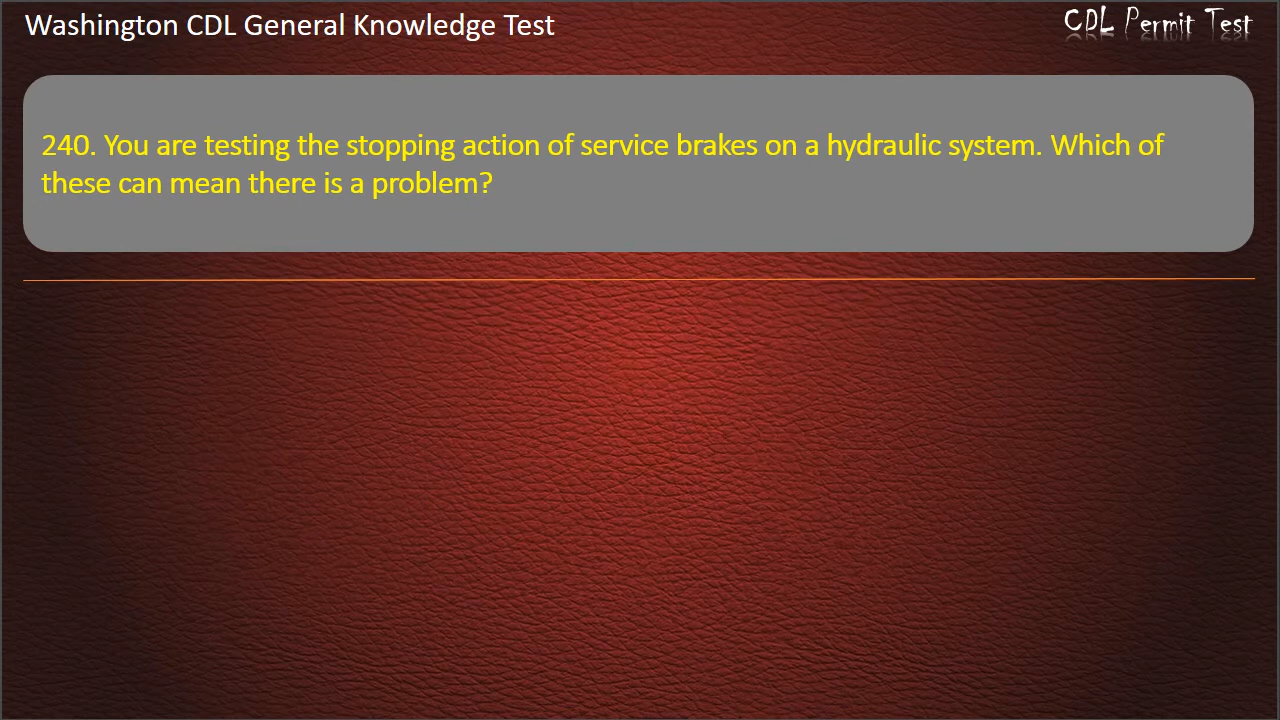 Washington CDL General Knowledge Test
CDL Permit Test
240. You are testing the stopping action of service brakes on a hydraulic system. Which of
these can mean there is a problem?